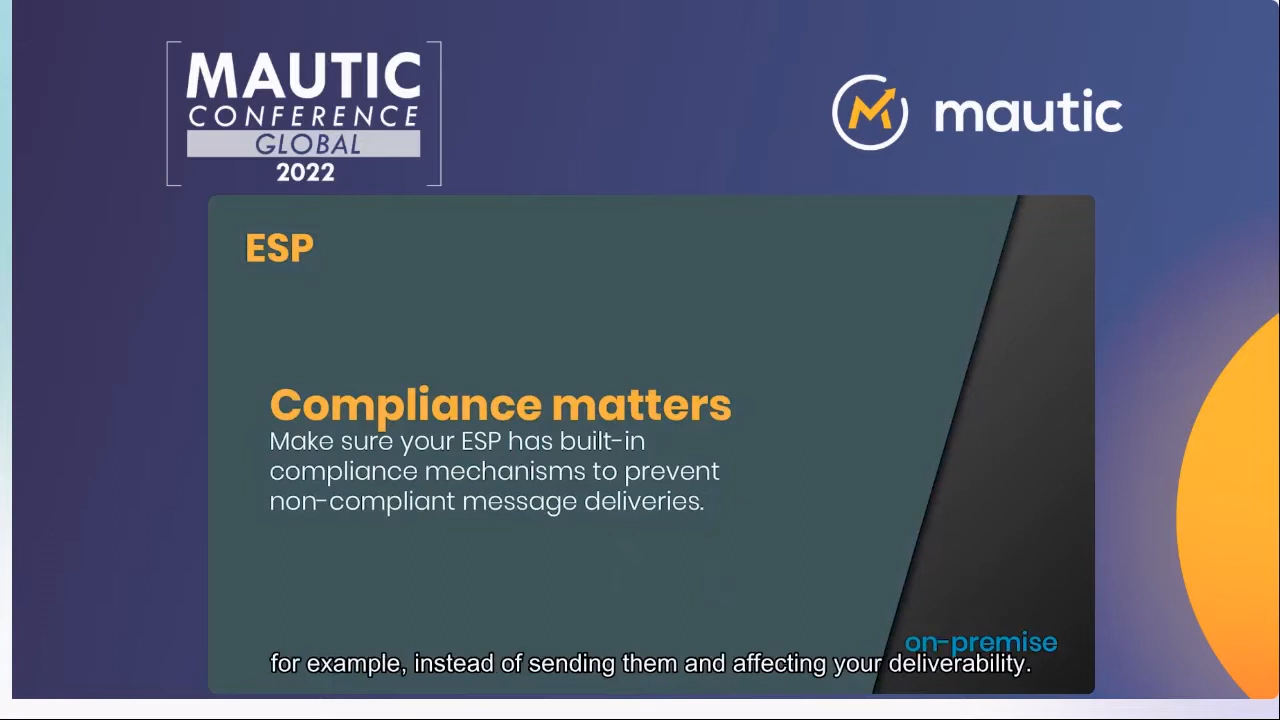 MAUTIC
CONFERENCE
GLOBAL
2022
mautic
ESP
Compliance matters
Make sure your ESP has built-in
compliance mechanisms to prevent
non-compliant message deliveries.
on-premise
for example, instead of sending them and affecting your deliverability.